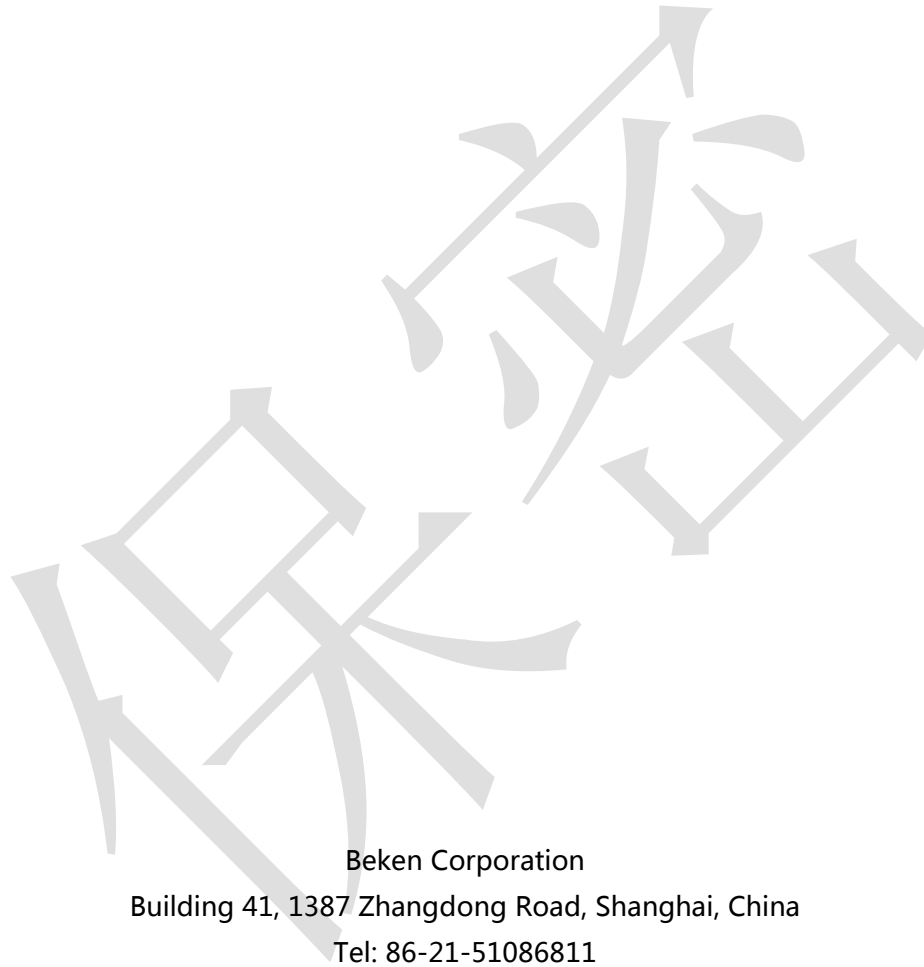 保密
Beken Corporation
Building 41, 1387 Zhangdong Road, Shanghai, China
Tel: 86-21-51086811